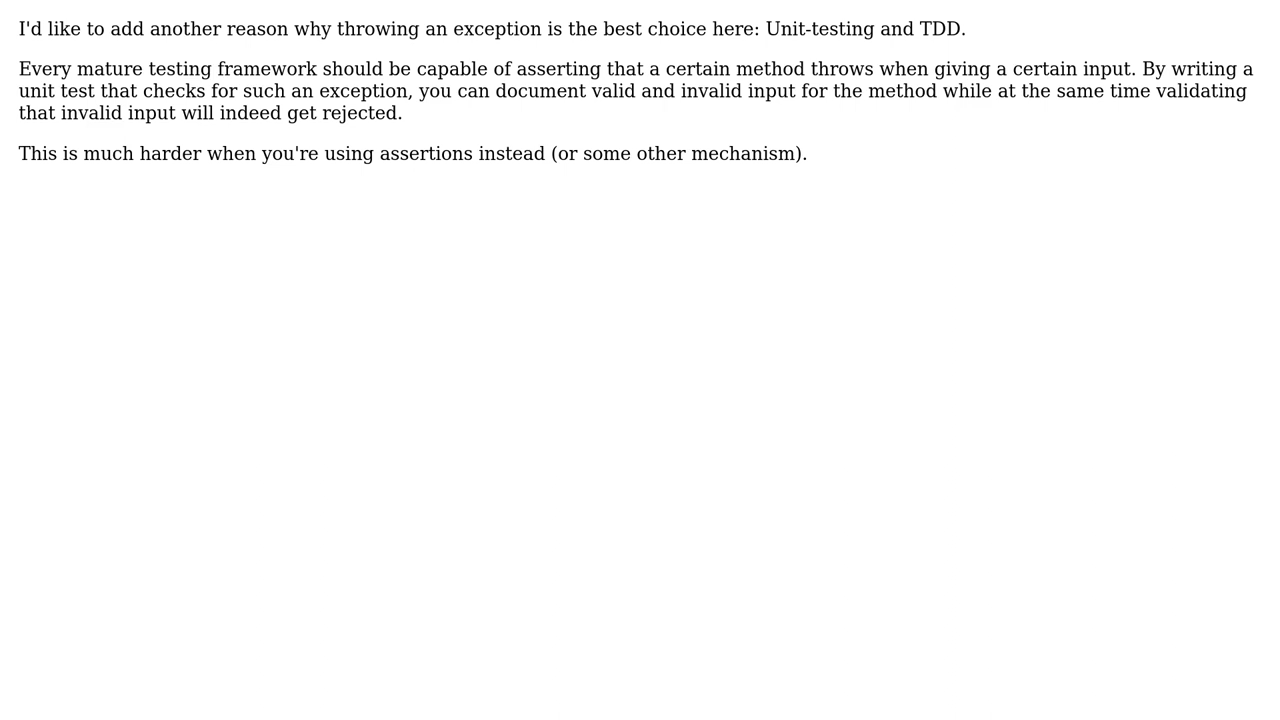 I'd like to add another reason why throwing an exception is the best choice here: Unit-testing and TDD.
Every mature testing framework should be capable of asserting that a certain method throws when giving a certain input. By writing a
unit test that checks for such an exception, you can document valid and invalid input for the method while at the same time validating
that invalid input will indeed get rejected.
This is much harder when you're using assertions instead (or some other mechanism).